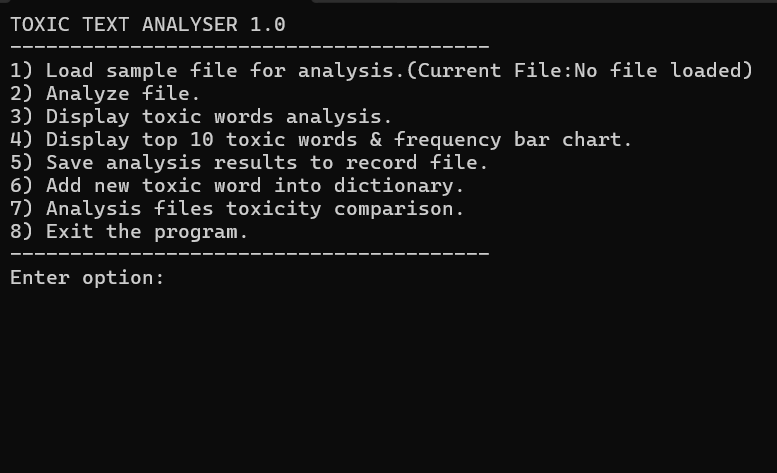 TOXIC TEXT ANALYSER 1.0
----------------------------------------
1) Load sample file for analysis.(Current File:No file loaded)
2) Analyze file.
3) Display toxic words analysis.
4) Display top 10 toxic words & frequency bar chart.
5) Save analysis results to record file.
6) Add new toxic word into dictionary.
7) Analysis files toxicity comparison.
8) Exit the program.
----------------------------------------
Enter option: